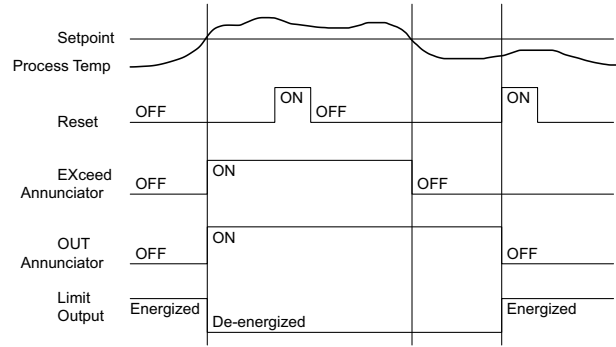 Setpoint
Process Temp
Reset
OFF
ON
OFF
ON
EXceed
Annunciator
OFF
ON
OFF
OUT
Annunciator
OFF
ON
OFF
Limit
Output
Energized
De-energized
Energized